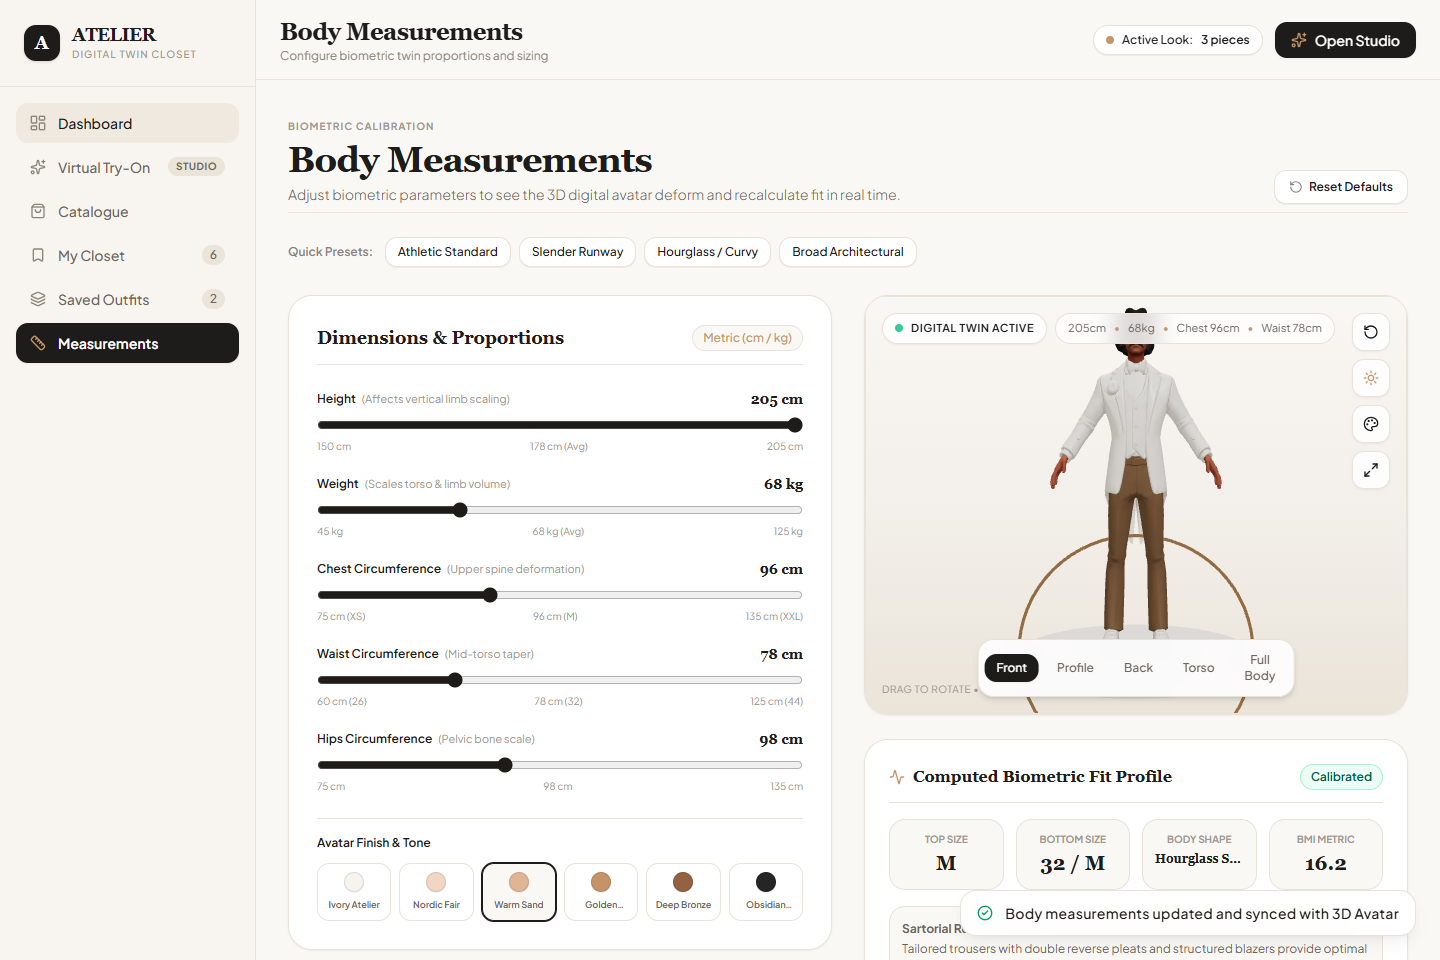 A
ATELIER
DIGITAL TWIN CLOSET
Dashboard
Virtual Try-On
STUDIO
Catalogue
My Closet
6
Saved Outfits
2
Measurements
Body Measurements
Configure biometric twin proportions and sizing
Active Look: 3 pieces
Open Studio
BIOMETRIC CALIBRATION
Body Measurements
Adjust biometric parameters to see the 3D digital avatar deform and recalculate fit in real time.
Reset Defaults
Quick Presets:
Athletic Standard
Slender Runway
Hourglass / Curvy
Broad Architectural
Dimensions & Proportions
Metric (cm / kg)
Height (Affects vertical limb scaling)
205 cm
150 cm
178 cm (Avg)
205 cm
Weight (Scales torso & limb volume)
68 kg
45 kg
68 kg (Avg)
125 kg
Chest Circumference (Upper spine deformation)
96 cm
75 cm (XS)
96 cm (M)
135 cm (XXL)
Waist Circumference (Mid-torso taper)
78 cm
60 cm (26)
78 cm (32)
125 cm (44)
Hips Circumference (Pelvic bone scale)
98 cm
75 cm
98 cm
135 cm
Avatar Finish & Tone
Ivory Atelier
Nordic Fair
Warm Sand
Golden...
Deep Bronze
Obsidian...
DIGITAL TWIN ACTIVE
205cm • 68kg • Chest 96cm • Waist 78cm
Front
Profile
Back
Torso
Full
Body
DRAG TO ROTATE •
Computed Biometric Fit Profile
Calibrated
TOP SIZE
M
BOTTOM SIZE
32 / M
BODY SHAPE
Hourglass S...
BMI METRIC
16.2
Sartorial
Body measurements updated and synced with 3D Avatar
Tailored trousers with double reverse pleats and structured blazers provide optimal